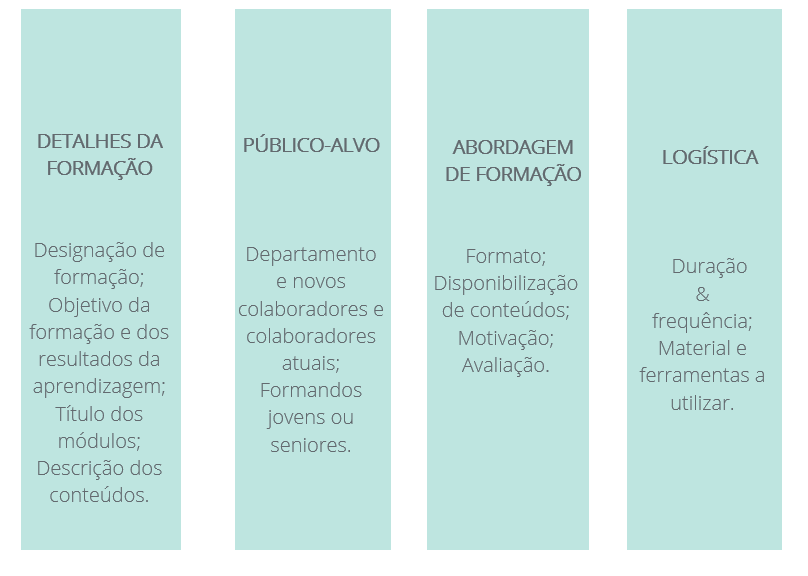 DETALHES DA
FORMAÇÃO
Designação de
formação;
Objetivo da
formação e dos
resultados da
aprendizagem;
Título dos
módulos;
Descrição dos
conteúdos.
PÚBLICO-ALVO
Departamento
e novos
colaboradores e
colaboradores
atuais;
Formandos
jovens ou
seniores.
ABORDAGEM
DE FORMAÇÃO
Formato;
Disponibilização
de conteúdos;
Motivação;
Avaliação.
LOGÍSTICA
Duração
&
frequência;
Material e
ferramentas a
utilizar.